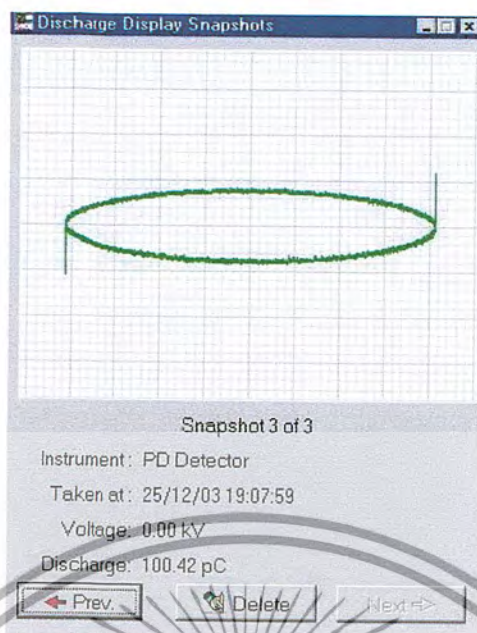 Discharge Display Snapshots
Snapshot 3 of 3
Instrument: PD Detector
Taken at: 25/12/03 19:07:59
Voltage: 0.00 kV
Discharge: 100.42 pC
Prev. Delete Next